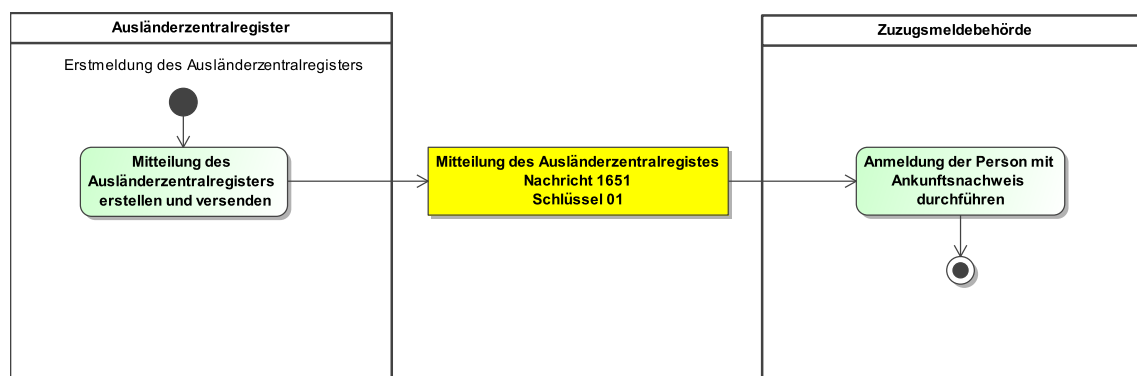 Ausländerzentralregister
Erstmeldung des Ausländerzentralregisters
Mitteilung des
Ausländerzentralregisters
erstellen und versenden
Mitteilung des Ausländerzentralregistes
Nachricht 1651
Schlüssel 01
Zuzugsmeldebehörde
Anmeldung der Person mit
Ankunftsnachweis
durchführen